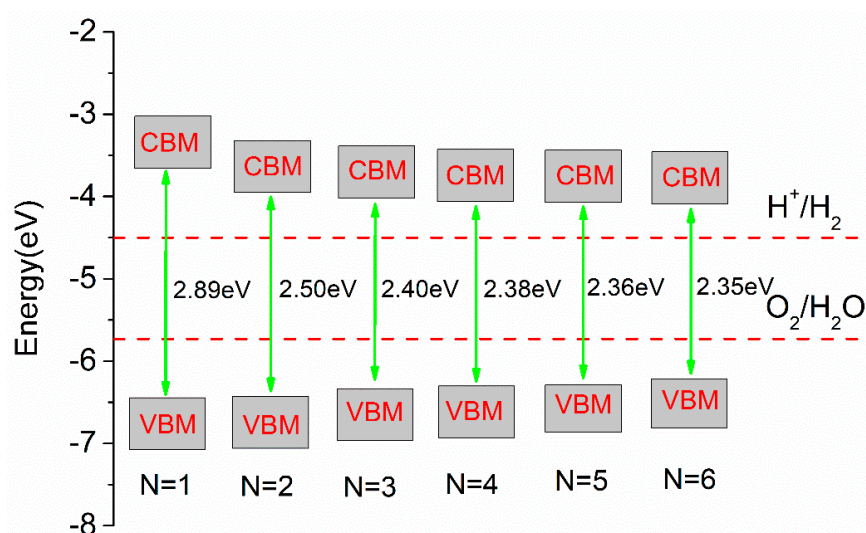 Energy(eV)
-2
-3
-4
-5
-6
-7
-8
CBM
CBM
CBM
CBM
CBM
CBM
H⁺/H₂
2.89eV
2.50eV
2.40eV
2.38eV
2.36eV
2.35eV
O₂/H₂O
VBM
VBM
VBM
VBM
VBM
VBM
N=1
N=2
N=3
N=4
N=5
N=6